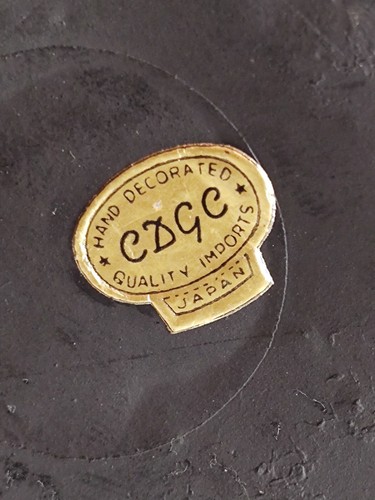 ★ HAND DECORATED ★
CDGC
QUALITY IMPORTS
JAPAN